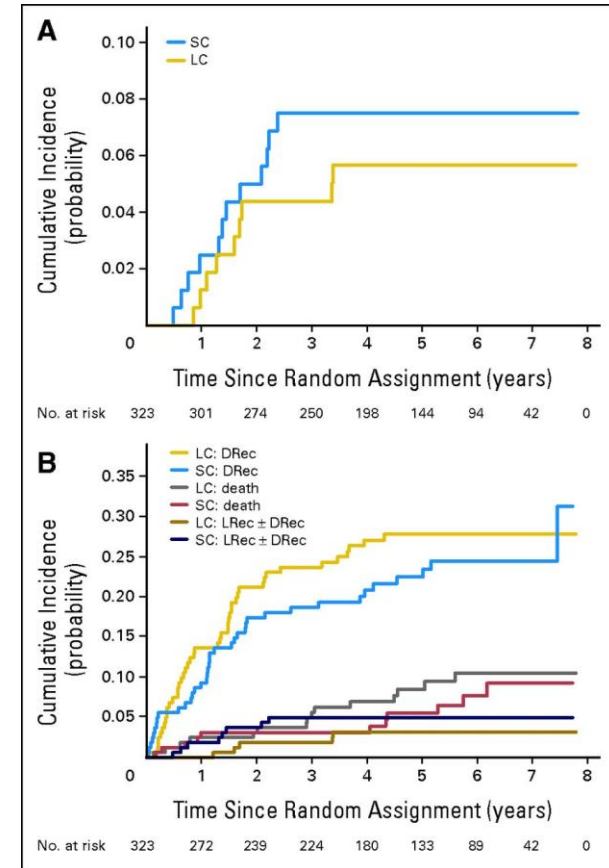 A
SC
LC
Cumulative Incidence
(probability)
0.10
0.08
0.06
0.04
0.02
0 1 2 3 4 5 6 7 8
Time Since Random Assignment (years)
No. at risk 323 301 274 250 198 144 94 42 0
B
LC: DRec
SC: DRec
LC: death
SC: death
LC: LRec ± DRec
SC: LRec ± DRec
Cumulative Incidence
(probability)
0.35
0.30
0.25
0.20
0.15
0.10
0.05
0 1 2 3 4 5 6 7 8
Time Since Random Assignment (years)
No. at risk 323 272 239 224 180 133 89 42 0